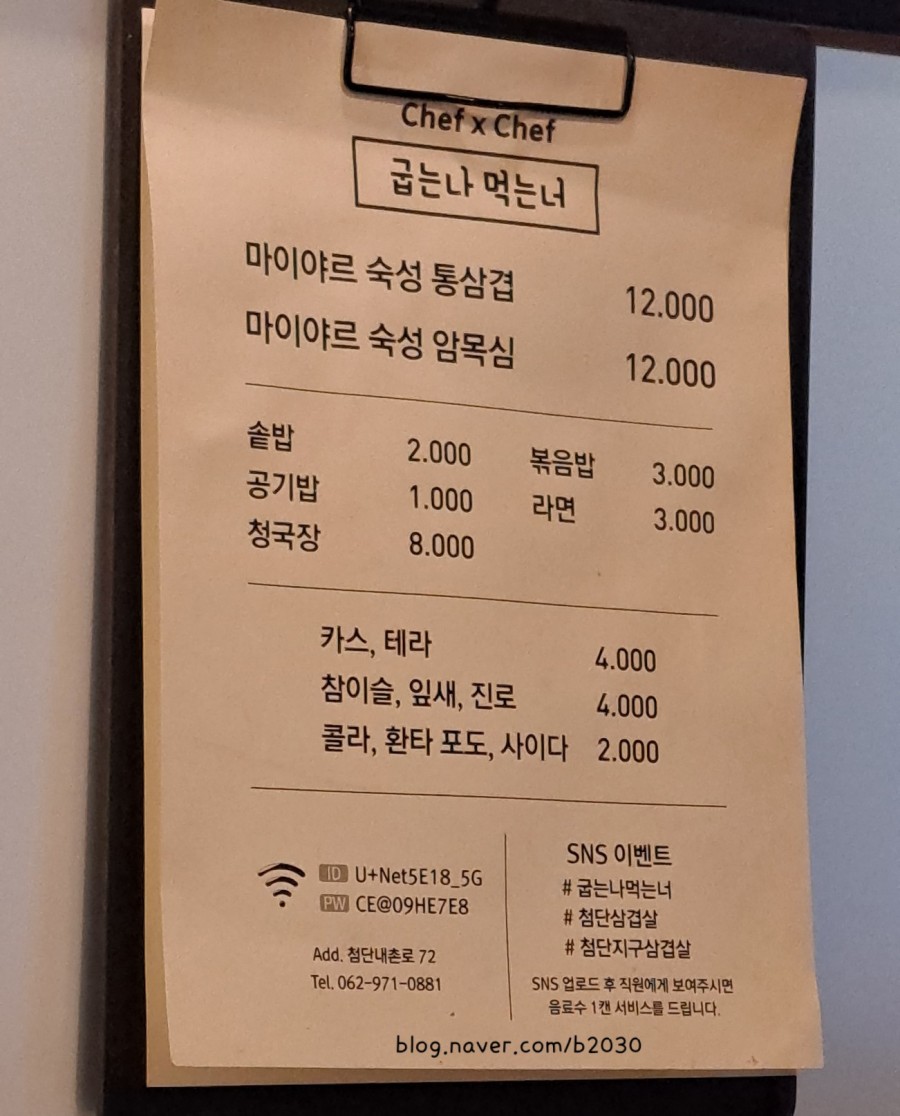 Chef x Chef
굽는나 먹는너
마이야르 숙성 통삼겹 12.000
마이야르 숙성 암목심 12.000
솥밥 2.000 볶음밥 3.000
공기밥 1.000 라면 3.000
청국장 8.000
카스, 테라 4.000
참이슬, 잎새, 진로 4.000
콜라, 환타 포도, 사이다 2.000
ID U+Net5E18_5G
PW CE@09HE7E8
Add. 첨단내촌로 72
Tel. 062-971-0881
SNS 이벤트
# 굽는나먹는너
# 첨단삼겹살
# 첨단지구삼겹살
SNS 업로드 후 직원에게 보여주시면
음료수 1캔 서비스를 드립니다.
blog.naver.com/b2030